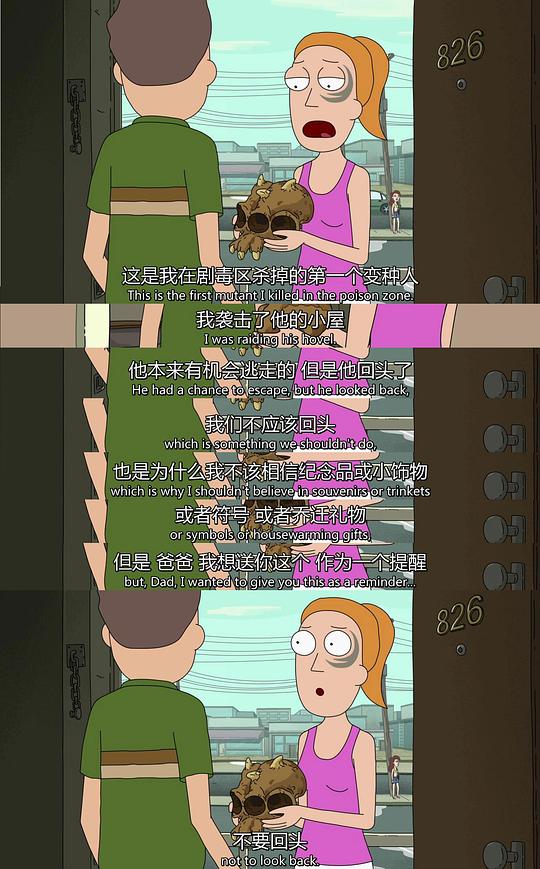 826
这是我在剧毒区杀掉的第一个变种人
This is the first mutant I killed in the poison zone.
我袭击了他的小屋
I was raiding his hovel.
他本来有机会逃走的 但是他回头了
He had a chance to escape, but he looked back,
我们不应该回头
which is something we shouldn't do,
也是为什么我不该相信纪念品或小饰物
which is why I shouldn't believe in souvenirs or trinkets
或者符号 或者乔迁礼物
or symbols or housewarming gifts,
但是 爸爸 我想送你这个 作为一个提醒
but, Dad, I wanted to give you this as a reminder...
826
不要回头
not to look back.